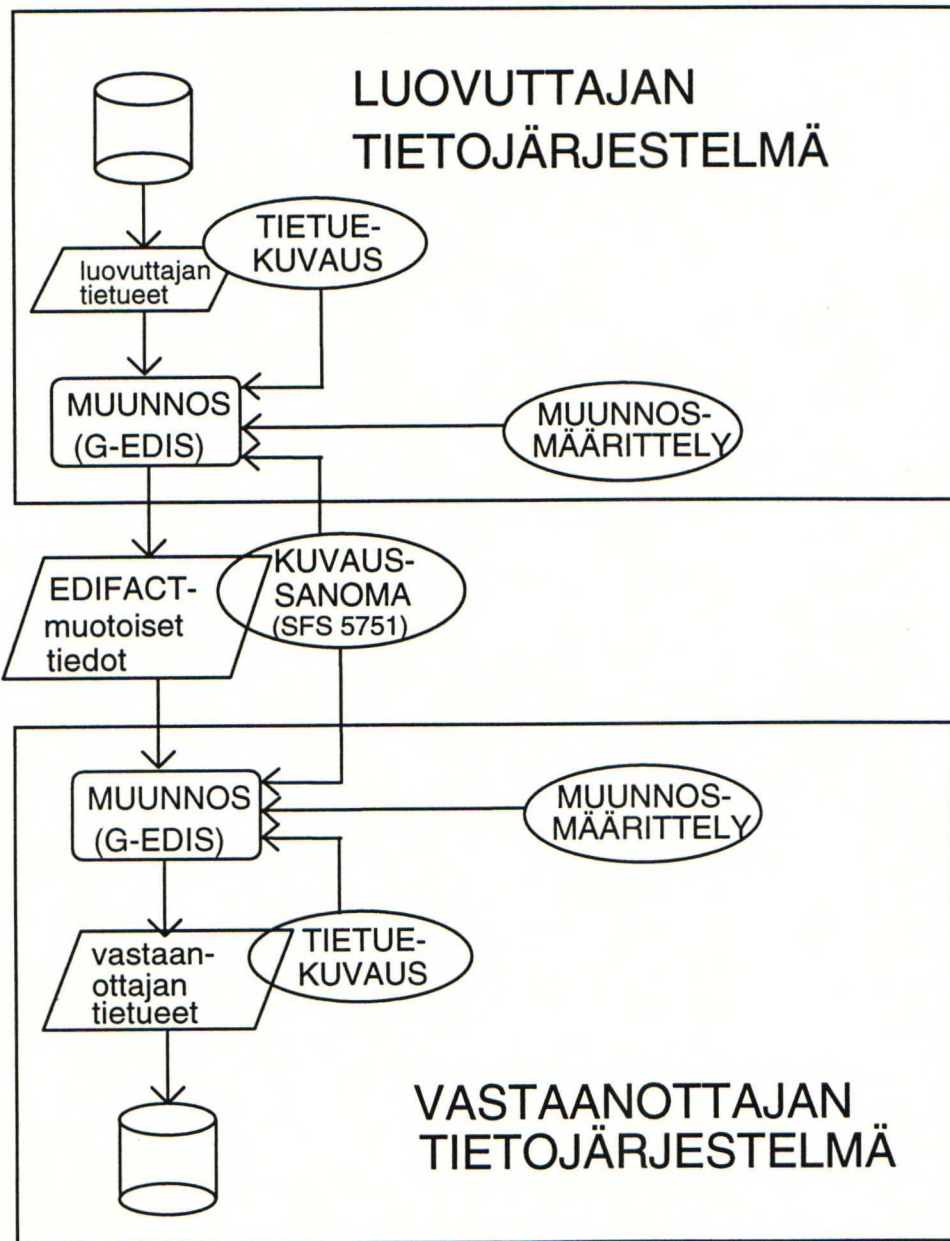 LUOVUTTAJAN
TIETOJÄRJESTELMÄ
TIETUE-
KUVAUS
luovuttajan
tietueet
MUUNNOS
(G-EDIS)
MUUNNOS-
MÄÄRITTELY
EDIFACT-
muotoiset
tiedot
KUVAUS-
SANOMA
(SFS 5751)
MUUNNOS
(G-EDIS)
MUUNNOS-
MÄÄRITTELY
vastaan-
ottajan
tietueet
TIETUE-
KUVAUS
VASTAANOTTAJAN
TIETOJÄRJESTELMÄ